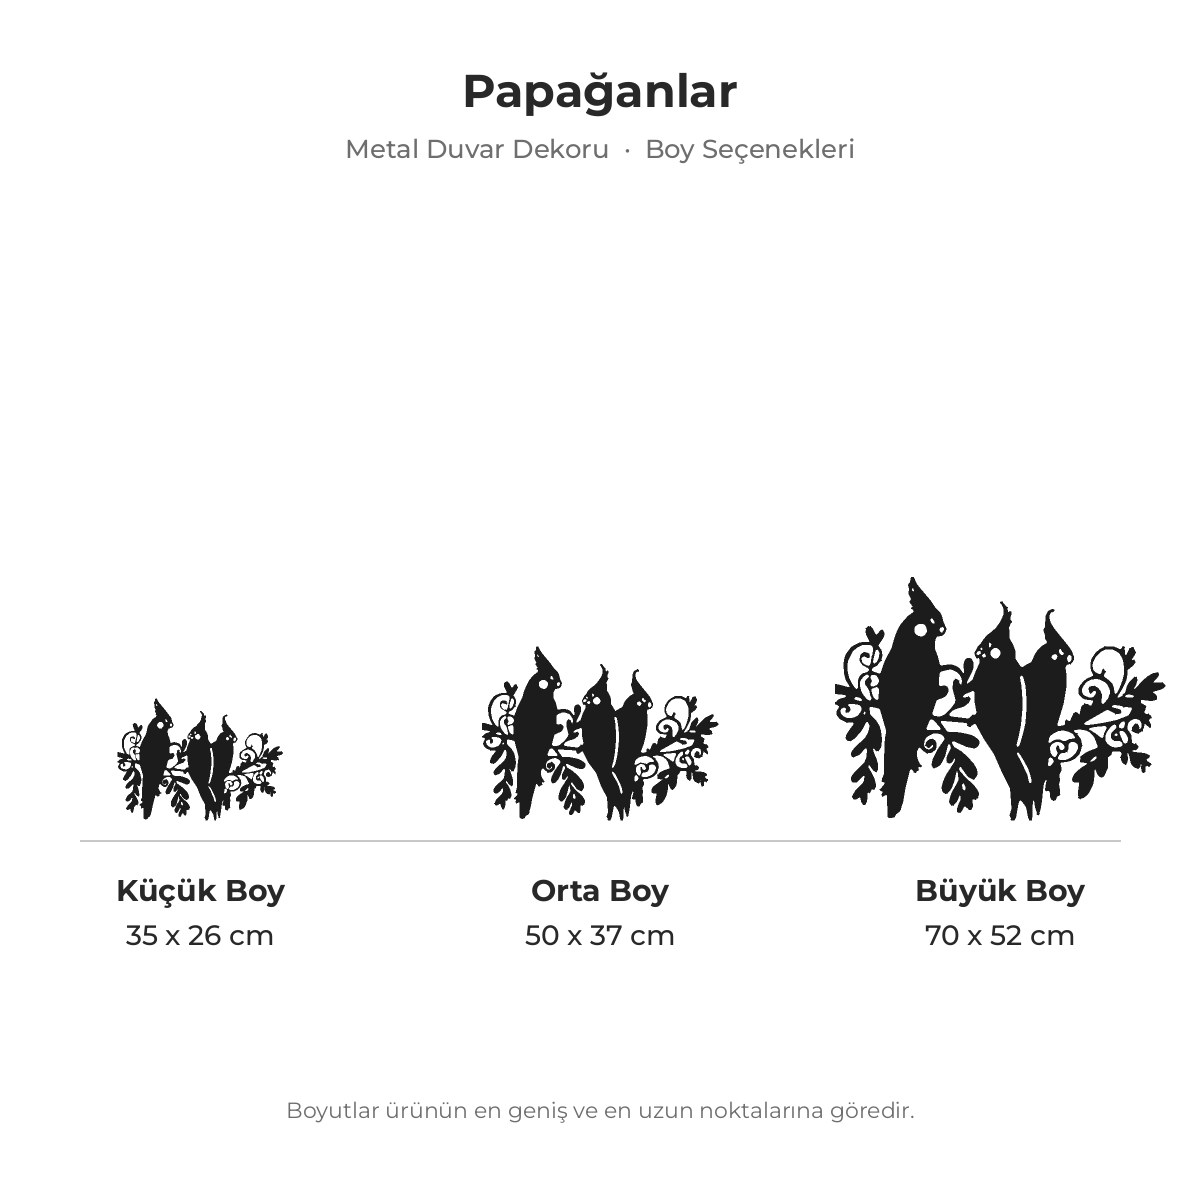 Papağanlar
Metal Duvar Dekoru · Boy Seçenekleri
Küçük Boy
35 x 26 cm
Orta Boy
50 x 37 cm
Büyük Boy
70 x 52 cm
Boyutlar ürünün en geniş ve en uzun noktalarına göredir.